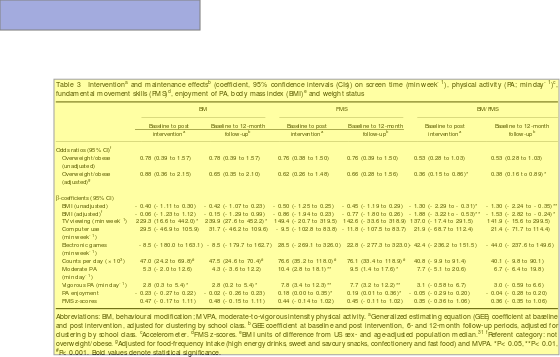 Table 3 Intervention^a and maintenance effects^b (coefficient, 95% confidence intervals (CIs)) on screen time (min week⁻¹), physical activity (PA: min day⁻¹)^c,
fundamental movement skills (FMS)^d, enjoyment of PA, body mass index (BMI)^e and weight status
BM FMS BM/FMS
Baseline to post Baseline to 12-month Baseline to post Baseline to 12-month Baseline to post Baseline to 12-month
intervention^a follow-up^b intervention^a follow-up^b intervention^a follow-up^b
Odds ratios (95% CI)^f
Overweight/obese 0.78 (0.39 to 1.57) 0.78 (0.39 to 1.57) 0.76 (0.38 to 1.50) 0.76 (0.39 to 1.50) 0.53 (0.28 to 1.03) 0.53 (0.28 to 1.03)
(unadjusted)
Overweight/obese 0.88 (0.36 to 2.15) 0.85 (0.35 to 2.10) 0.62 (0.26 to 1.48) 0.66 (0.28 to 1.56) 0.36 (0.15 to 0.86)* 0.38 (0.16 to 0.89)*
(adjusted)^g
β-coefficients (95% CI)
BMI (unadjusted) - 0.40 (- 1.11 to 0.30) - 0.42 (- 1.07 to 0.23) - 0.50 (- 1.25 to 0.25) - 0.45 (- 1.19 to 0.29) - 1.30 (- 2.29 to - 0.31)* - 1.30 (- 2.24 to - 0.35)**
BMI (adjusted)^f - 0.06 (- 1.23 to 1.12) - 0.15 (- 1.29 to 0.99) - 0.86 (- 1.94 to 0.23) - 0.77 (- 1.80 to 0.26) - 1.88 (- 3.22 to - 0.53)** - 1.53 (- 2.82 to - 0.24)*
TV viewing (min week⁻¹) 229.3 (16.6 to 442.0)* 239.9 (27.6 to 452.2)* 149.4 (- 20.7 to 319.5) 142.6 (- 33.6 to 318.9) 137.0 (- 17.4 to 291.5) 141.9 (- 15.6 to 299.5)
Computer use 29.5 (- 46.9 to 105.9) 31.7 (- 46.2 to 109.6) - 9.5 (- 102.8 to 83.8) - 11.8 (- 107.5 to 83.7) 21.9 (- 68.7 to 112.4) 21.4 (- 71.7 to 114.4)
(min week⁻¹)
Electronic games - 8.5 (- 180.0 to 163.1) - 8.5 (- 179.7 to 162.7) 28.5 (- 269.1 to 326.0) 22.8 (- 277.3 to 323.0) - 42.4 (- 236.2 to 151.5) - 44.0 (- 237.6 to 149.6)
(min week⁻¹)
Counts per day (× 10³) 47.0 (24.2 to 69.8)^g 47.5 (24.6 to 70.4)^g 76.6 (35.2 to 118.0)^g 76.1 (33.4 to 118.9)^g 40.8 (- 9.9 to 91.4) 40.1 (- 9.8 to 90.1)
Moderate PA 5.3 (- 2.0 to 12.6) 4.3 (- 3.6 to 12.2) 10.4 (2.8 to 18.1)** 9.5 (1.4 to 17.6)* 7.7 (- 5.1 to 20.6) 6.7 (- 6.4 to 19.8)
(min day⁻¹)
Vigorous PA (min day⁻¹) 2.8 (0.3 to 5.4)* 2.8 (0.2 to 5.4)* 7.8 (3.4 to 12.3)** 7.7 (3.2 to 12.2)** 3.1 (- 0.58 to 6.7) 3.0 (- 0.59 to 6.6)
PA enjoyment - 0.23 (- 0.27 to 0.22) - 0.02 (- 0.26 to 0.23) 0.18 (0.00 to 0.35)* 0.19 (0.01 to 0.36)* - 0.05 (- 0.29 to 0.20) - 0.04 (- 0.28 to 0.20)
FMS z-scores 0.47 (- 0.17 to 1.11) 0.48 (- 0.15 to 1.11) 0.44 (- 0.14 to 1.02) 0.45 (- 0.11 to 1.02) 0.35 (- 0.36 to 1.06) 0.36 (- 0.35 to 1.06)
Abbreviations: BM, behavioural modification; MVPA, moderate-to-vigorous intensity physical activity. ^aGeneralized estimating equation (GEE) coefficient at baseline
and post intervention, adjusted for clustering by school class. ^bGEE coefficient at baseline and post intervention, 6- and 12-month follow-up periods, adjusted for
clustering by school class. ^cAccelerometer. ^dFMS z-scores. ^eBMI units of difference from US sex- and age-adjusted population median. ^fReferent category: not
overweight/obese. ^gAdjusted for food-frequency intake (high energy drinks, sweet and savoury snacks, confectionery and fast food) and MVPA. *P< 0.05, **P< 0.01,
^gP< 0.001. Bold values denote statistical significance.